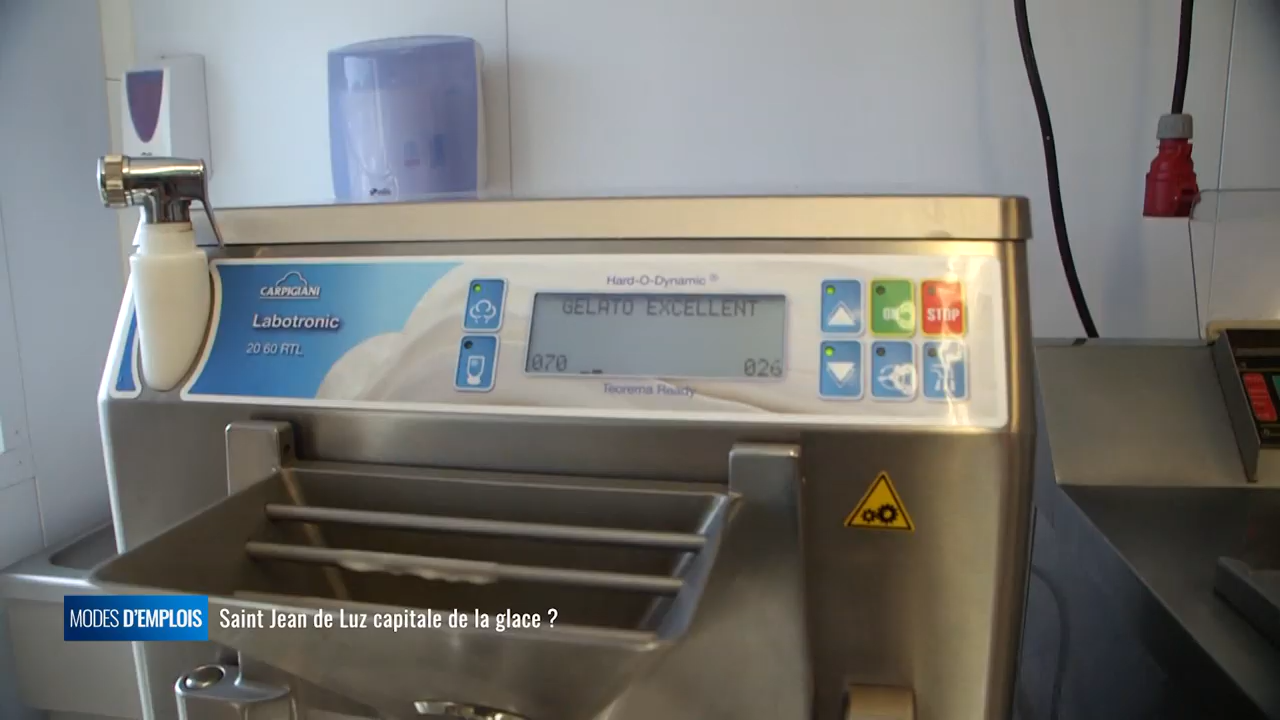 CARPIGIANI
Labotronic
20 60 RTL
Hard-O-Dynamic ®
GELATO EXCELLENT
070
026
Teorema Ready
STOP
MODES D'EMPLOIS
Saint Jean de Luz capitale de la glace ?